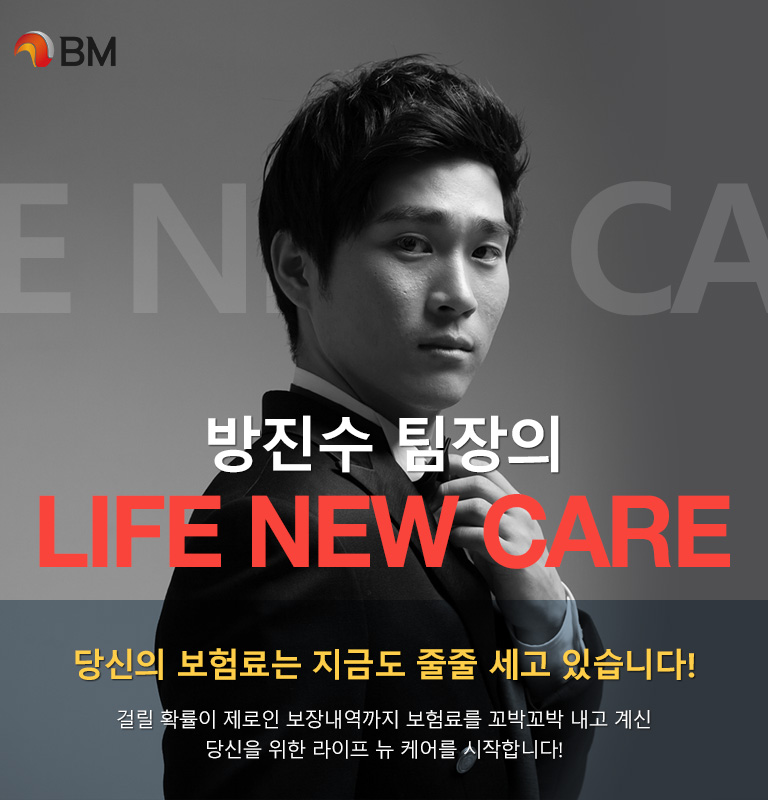 BM
E NEW CA
방진수 팀장의
LIFE NEW CARE
당신의 보험료는 지금도 줄줄 세고 있습니다!
걸릴 확률이 제로인 보장내역까지 보험료를 꼬박꼬박 내고 계신
당신을 위한 라이프 뉴 케어를 시작합니다!